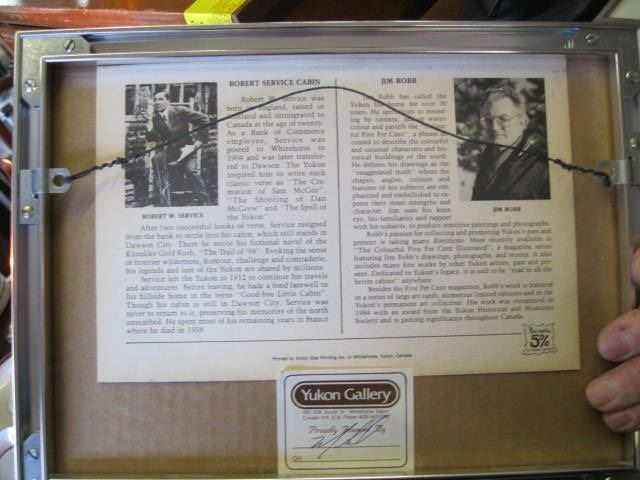 ROBERT SERVICE CABIN
Robert W. Service was
born in England, raised in
Scotland and immigrated to
Canada at the age of twenty.
As a Bank of Commerce
employee, Service was
posted to Whitehorse in
1904 and was later transfer-
red to Dawson. The Yukon
inspired him to write such
classic verse as "The Cre-
mation of Sam McGee",
"The Shooting of Dan
McGrew" and "The Spell of
the Yukon".
ROBERT W. SERVICE
After two successful books of verse, Service resigned
from the bank to settle into his cabin, which still stands in
Dawson City. There he wrote his fictional novel of the
Klondike Gold Rush, "The Trail of '98". Evoking the sense
of frontier wilderness, humour, challenge and comraderie,
his legends and lore of the Yukon are shared by millions.
Service left the Yukon in 1912 to continue his travels
and adventures. Before leaving, he bade a fond farewell to
his hillside home in the verse "Good-bye Little Cabin".
Though his cabin is still in Dawson City, Service was
never to return to it, preserving his memories of the north
unscathed. He spent most of his remaining years in France
where he died in 1958.
JIM ROBB
Jim Robb has called the
Yukon his home for over 30
years. He specializes in record-
ing by camera, in water
colour and pastels the
ful Five Per Cent", a phrase he
coined to describe the colourful
and unusual characters and his-
torical buildings of the north.
He defines his drawings as the
"exaggerated truth" where the
shapes, angles, colours and
features of his subjects are em-
phasized and embellished to ex-
pose their inner strengths and
character. Jim uses his keen
eye, his familiarity and rapport
JIM ROBB
with his subjects, to produce sensitive paintings and photographs.
Robb's passion for collecting and promoting Yukon's past and
present is taking many directions. Most recently available is
"The Colourful Five Per Cent Illustrated", a magazine series
featuring Jim Robb's drawings, photographs, and stories. It also
includes many fine works by other Yukon artists, past and pre-
sent. Dedicated to Yukon's legacy, it is said to be "read in all the
better cabins" anywhere.
Besides the Five Per Cent magazines, Robb's work is featured
in a series of large art cards, numerous limited editions and in the
Yukon's permanent art collection. His work was recognized in
1984 with an award from the Yukon Historical and Museums
Society and is gaining significance throughout Canada.
5%
Printed by Arctic Star Printing Inc. in Whitehorse, Yukon, Canada
Yukon Gallery
Proudly Framed By
ON